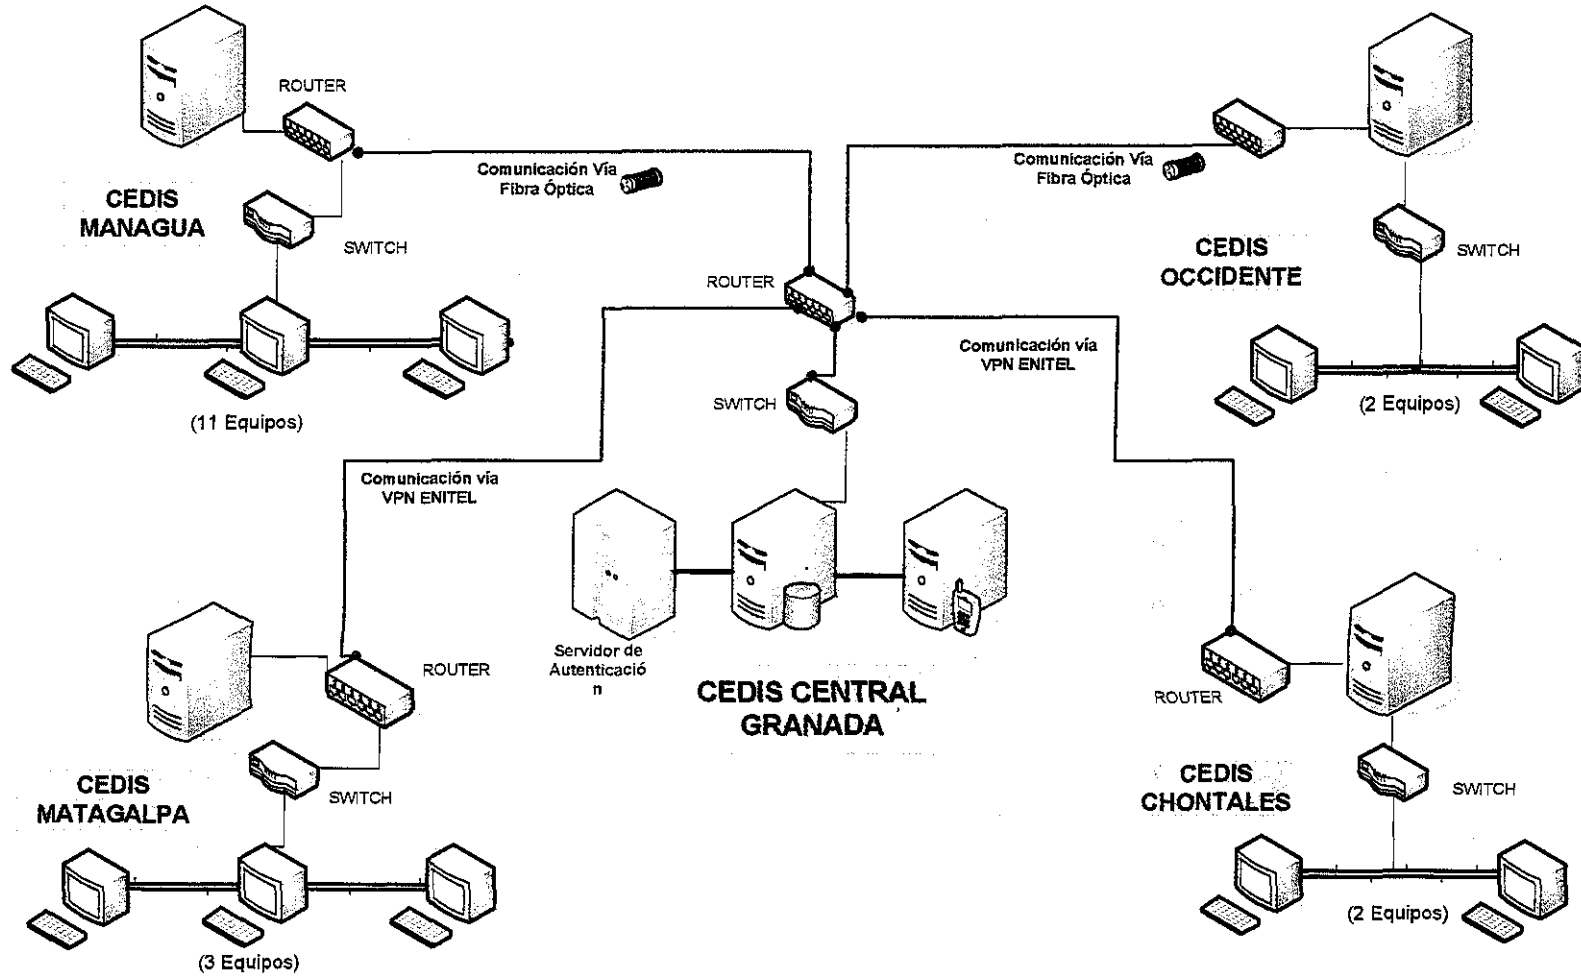 ROUTER
Comunicación Vía
Fibra Óptica
CEDIS
MANAGUA
SWITCH
(11 Equipos)
Comunicación Vía
Fibra Óptica
CEDIS
OCCIDENTE
SWITCH
(2 Equipos)
ROUTER
SWITCH
Comunicación vía
VPN ENITEL
Comunicación vía
VPN ENITEL
Servidor de
Autenticació
n
CEDIS CENTRAL
GRANADA
ROUTER
CEDIS
MATAGALPA
SWITCH
(3 Equipos)
ROUTER
CEDIS
CHONTALES
SWITCH
(2 Equipos)